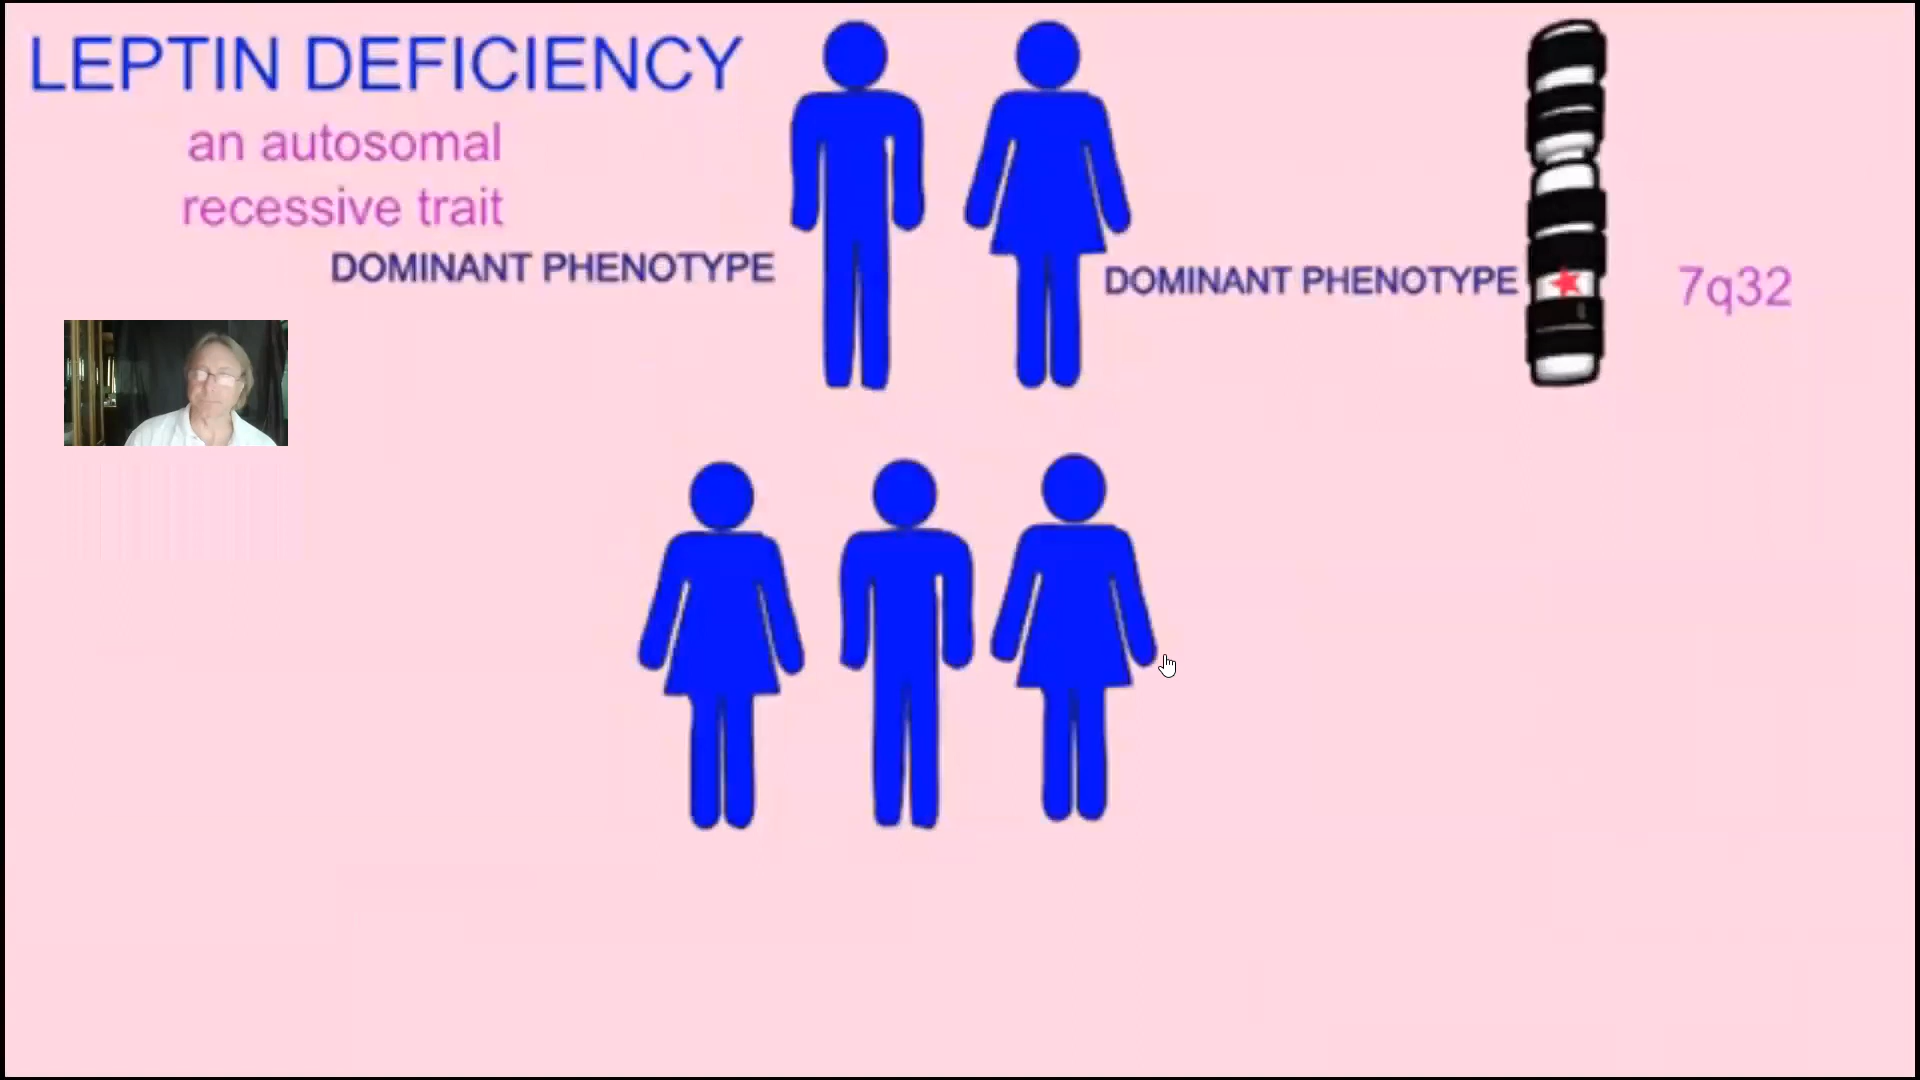 LEPTIN DEFICIENCY
an autosomal
recessive trait
DOMINANT PHENOTYPE
DOMINANT PHENOTYPE
7q32